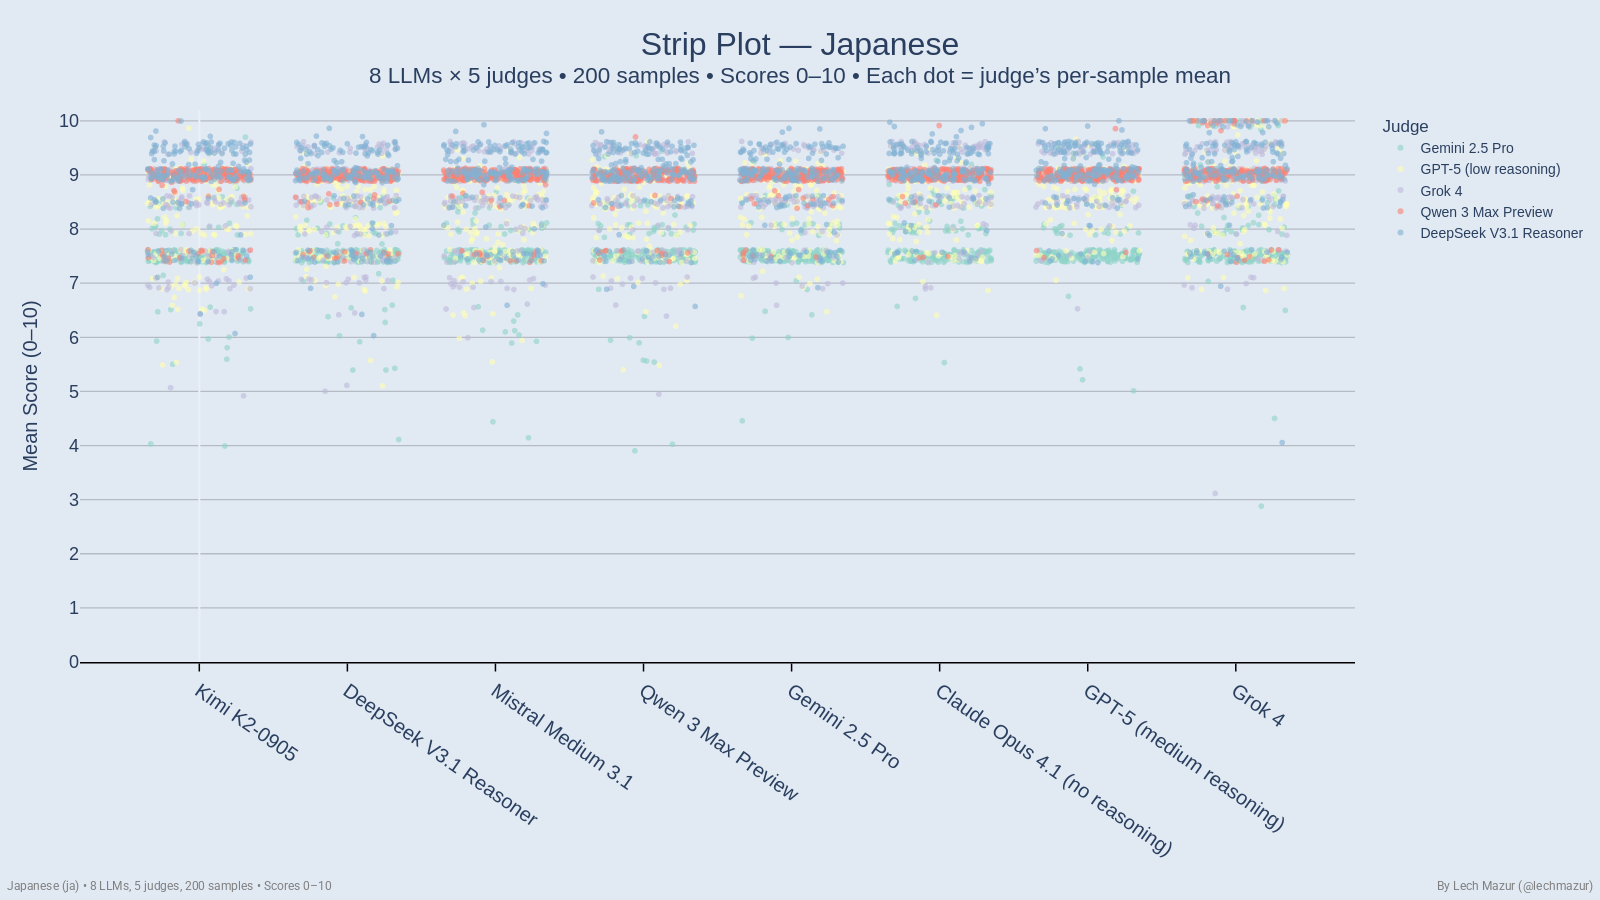 Strip Plot — Japanese
8 LLMs × 5 judges • 200 samples • Scores 0–10 • Each dot = judge’s per-sample mean
Mean Score (0–10)
10
9
8
7
6
5
4
3
2
1
0
Judge
Gemini 2.5 Pro
GPT-5 (low reasoning)
Grok 4
Qwen 3 Max Preview
DeepSeek V3.1 Reasoner
Kimi K2-0905
DeepSeek V3.1 Reasoner
Mistral Medium 3.1
Qwen 3 Max Preview
Gemini 2.5 Pro
Claude Opus 4.1 (no reasoning)
GPT-5 (medium reasoning)
Grok 4
Japanese (ja) • 8 LLMs, 5 judges, 200 samples • Scores 0–10
By Lech Mazur (@lechmazur)